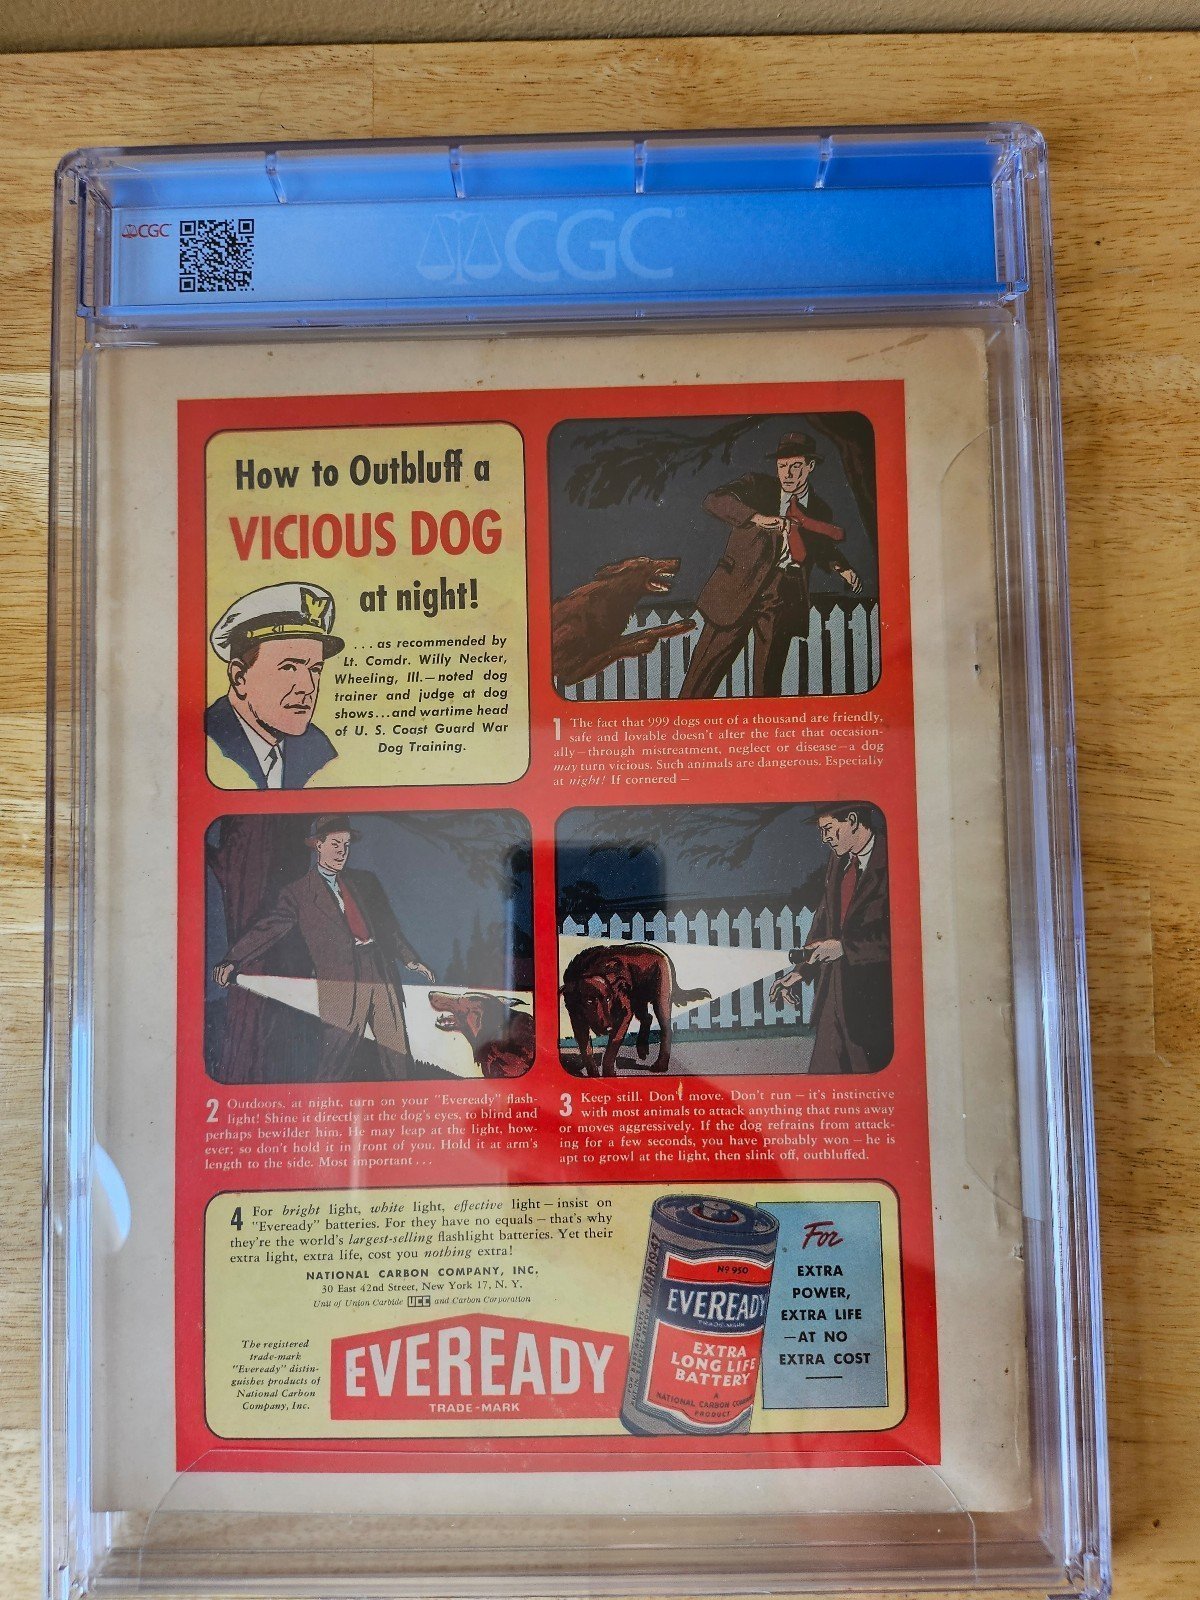 CGC
CGC
How to Outbluff a
VICIOUS DOG
at night!
... as recommended by
Lt. Comdr. Willy Necker,
Wheeling, Ill.—noted dog
trainer and judge at dog
shows...and wartime head
of U. S. Coast Guard War
Dog Training.
1 The fact that 999 dogs out of a thousand are friendly,
safe and lovable doesn't alter the fact that occasion-
ally—through mistreatment, neglect or disease—a dog
may turn vicious. Such animals are dangerous. Especially
at night! If cornered —
2 Outdoors, at night, turn on your "Eveready" flash-
light! Shine it directly at the dog's eyes, to blind and
perhaps bewilder him. He may leap at the light, how-
ever; so don't hold it in front of you. Hold it at arm's
length to the side. Most important...
3 Keep still. Don't move. Don't run — it's instinctive
with most animals to attack anything that runs away
or moves aggressively. If the dog refrains from attack-
ing for a few seconds, you have probably won — he is
apt to growl at the light, then slink off, outbluffed.
4 For bright light, white light, effective light — insist on
"Eveready" batteries. For they have no equals — that's why
they're the world's largest-selling flashlight batteries. Yet their
extra light, extra life, cost you nothing extra!
NATIONAL CARBON COMPANY, INC.
30 East 42nd Street, New York 17, N. Y.
Unit of Union Carbide UCC and Carbon Corporation
The registered
trade-mark
"Eveready" distin-
guishes products of
National Carbon
Company, Inc.
EVEREADY
TRADE-MARK
MAR 1947
No 950
EVEREADY
TRADE-MARK
EXTRA
LONG LIFE
BATTERY
A
NATIONAL CARBON COMPANY
PRODUCT
For
EXTRA
POWER,
EXTRA LIFE
—AT NO
EXTRA COST